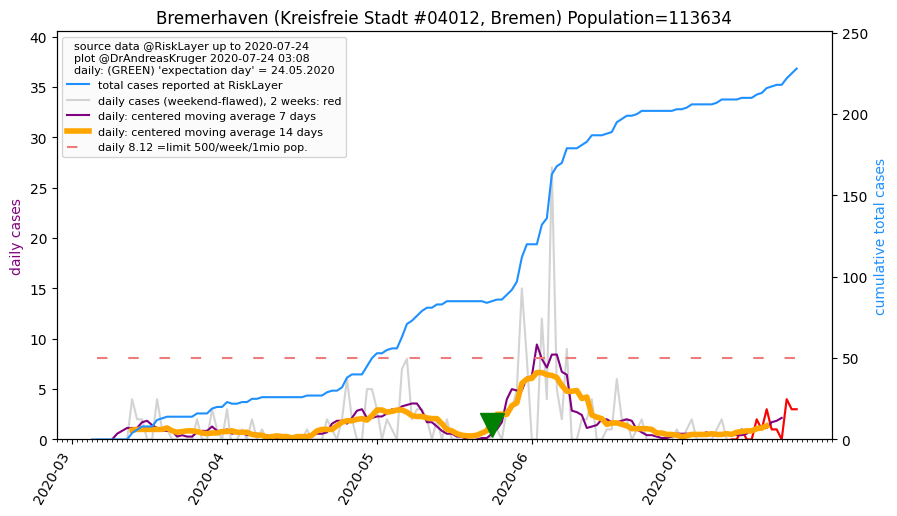 Bremerhaven (Kreisfreie Stadt #04012, Bremen) Population=113634
source data @RiskLayer up to 2020-07-24
plot @DrAndreasKruger 2020-07-24 03:08
daily: (GREEN) 'expectation day' = 24.05.2020
total cases reported at RiskLayer
daily cases (weekend-flawed), 2 weeks: red
daily: centered moving average 7 days
daily: centered moving average 14 days
daily 8.12 =limit 500/week/1mio pop.
daily cases
40
35
30
25
20
15
10
5
0
cumulative total cases
250
200
150
100
50
0
2020-03
2020-04
2020-05
2020-06
2020-07